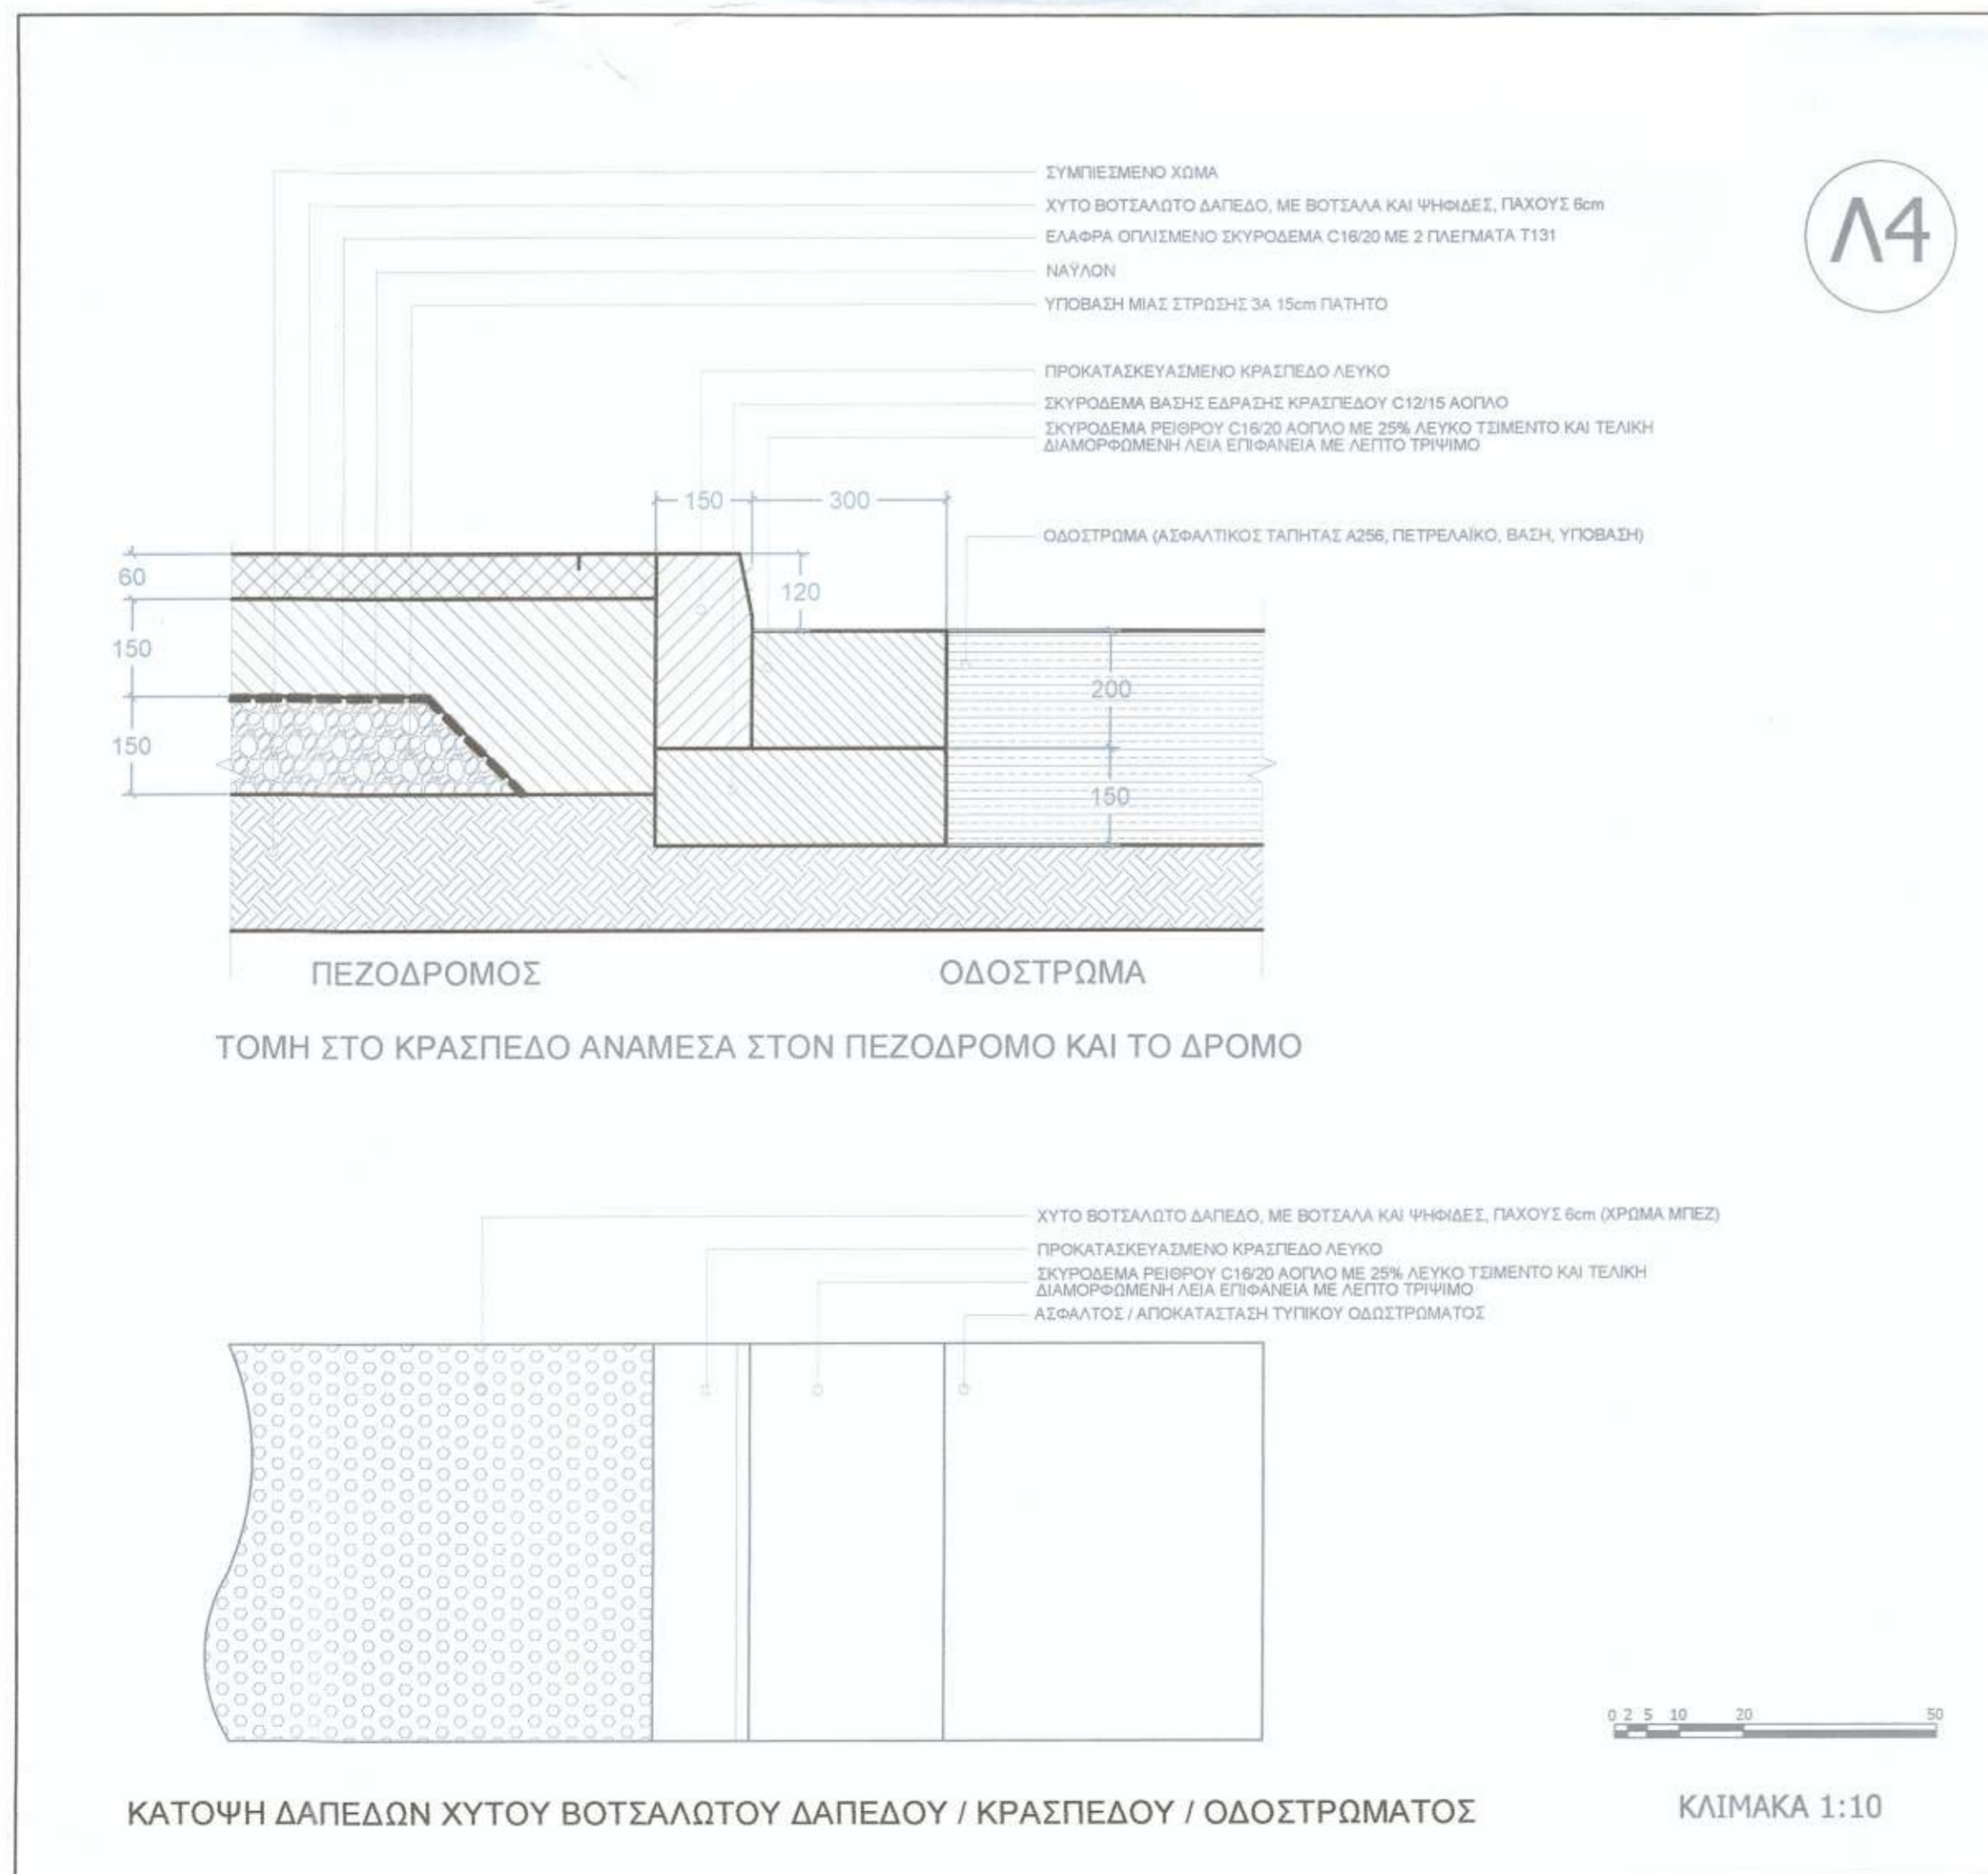 ΣΥΜΠΙΕΣΜΕΝΟ ΧΩΜΑ
ΧΥΤΟ ΒΟΤΣΑΛΩΤΟ ΔΑΠΕΔΟ, ΜΕ ΒΟΤΣΑΛΑ ΚΑΙ ΨΗΦΙΔΕΣ, ΠΑΧΟΥΣ 6cm
ΕΛΑΦΡΑ ΟΠΛΙΣΜΕΝΟ ΣΚΥΡΟΔΕΜΑ C16/20 ΜΕ 2 ΠΛΕΓΜΑΤΑ Τ131
ΝΑΫΛΟΝ
ΥΠΟΒΑΣΗ ΜΙΑΣ ΣΤΡΩΣΗΣ 3Α 15cm ΠΑΤΗΤΟ
Λ4
ΠΡΟΚΑΤΑΣΚΕΥΑΣΜΕΝΟ ΚΡΑΣΠΕΔΟ ΛΕΥΚΟ
ΣΚΥΡΟΔΕΜΑ ΒΑΣΗΣ ΕΔΡΑΣΗΣ ΚΡΑΣΠΕΔΟΥ C12/15 ΑΟΠΛΟ
ΣΚΥΡΟΔΕΜΑ ΡΕΙΘΡΟΥ C16/20 ΑΟΠΛΟ ΜΕ 25% ΛΕΥΚΟ ΤΣΙΜΕΝΤΟ ΚΑΙ ΤΕΛΙΚΗ
ΔΙΑΜΟΡΦΩΜΕΝΗ ΛΕΙΑ ΕΠΙΦΑΝΕΙΑ ΜΕ ΛΕΠΤΟ ΤΡΙΨΙΜΟ
150 300
ΟΔΟΣΤΡΩΜΑ (ΑΣΦΑΛΤΙΚΟΣ ΤΑΠΗΤΑΣ Α256, ΠΕΤΡΕΛΑΪΚΟ, ΒΑΣΗ, ΥΠΟΒΑΣΗ)
60
120
150
200
150
150
ΠΕΖΟΔΡΟΜΟΣ ΟΔΟΣΤΡΩΜΑ
ΤΟΜΗ ΣΤΟ ΚΡΑΣΠΕΔΟ ΑΝΑΜΕΣΑ ΣΤΟΝ ΠΕΖΟΔΡΟΜΟ ΚΑΙ ΤΟ ΔΡΟΜΟ
ΧΥΤΟ ΒΟΤΣΑΛΩΤΟ ΔΑΠΕΔΟ, ΜΕ ΒΟΤΣΑΛΑ ΚΑΙ ΨΗΦΙΔΕΣ, ΠΑΧΟΥΣ 6cm (ΧΡΩΜΑ ΜΠΕΖ)
ΠΡΟΚΑΤΑΣΚΕΥΑΣΜΕΝΟ ΚΡΑΣΠΕΔΟ ΛΕΥΚΟ
ΣΚΥΡΟΔΕΜΑ ΡΕΙΘΡΟΥ C16/20 ΑΟΠΛΟ ΜΕ 25% ΛΕΥΚΟ ΤΣΙΜΕΝΤΟ ΚΑΙ ΤΕΛΙΚΗ
ΔΙΑΜΟΡΦΩΜΕΝΗ ΛΕΙΑ ΕΠΙΦΑΝΕΙΑ ΜΕ ΛΕΠΤΟ ΤΡΙΨΙΜΟ
ΑΣΦΑΛΤΟΣ / ΑΠΟΚΑΤΑΣΤΑΣΗ ΤΥΠΙΚΟΥ ΟΔΩΣΤΡΩΜΑΤΟΣ
0 2 5 10 20 50
ΚΑΤΟΨΗ ΔΑΠΕΔΩΝ ΧΥΤΟΥ ΒΟΤΣΑΛΩΤΟΥ ΔΑΠΕΔΟΥ / ΚΡΑΣΠΕΔΟΥ / ΟΔΟΣΤΡΩΜΑΤΟΣ
ΚΛΙΜΑΚΑ 1:10